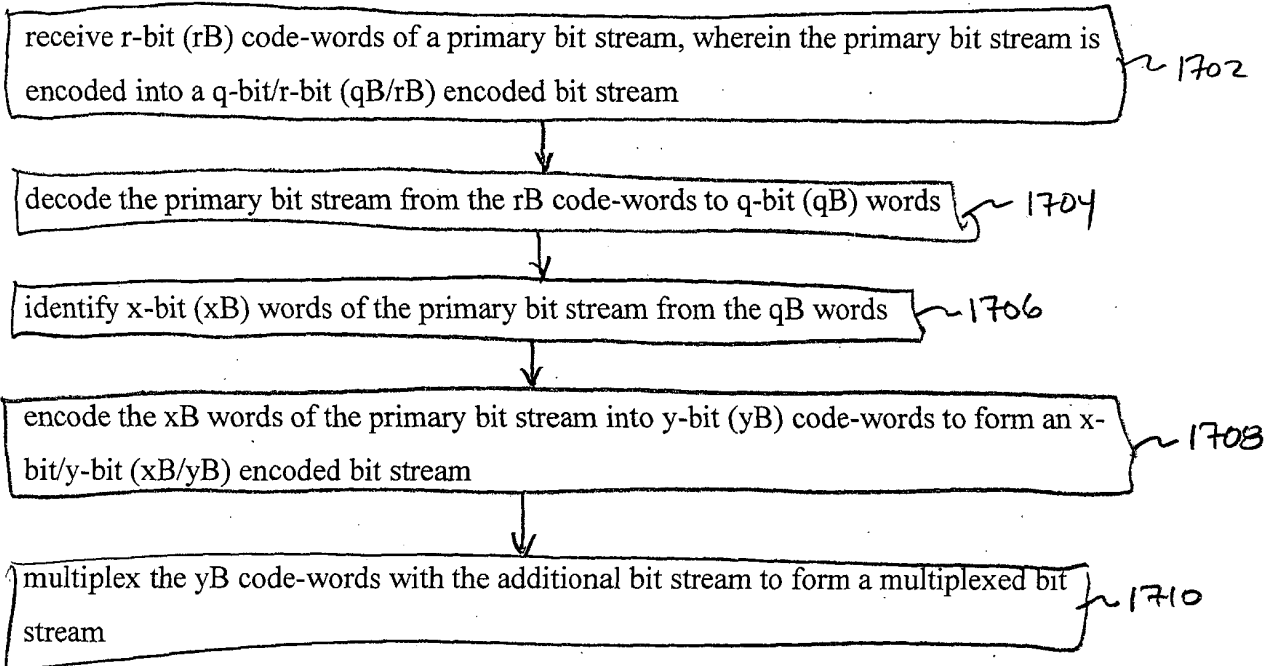 receive r-bit (rB) code-words of a primary bit stream, wherein the primary bit stream is
encoded into a q-bit/r-bit (qB/rB) encoded bit stream
1702
decode the primary bit stream from the rB code-words to q-bit (qB) words
1704
identify x-bit (xB) words of the primary bit stream from the qB words
1706
encode the xB words of the primary bit stream into y-bit (yB) code-words to form an x-
bit/y-bit (xB/yB) encoded bit stream
1708
multiplex the yB code-words with the additional bit stream to form a multiplexed bit
stream
1710